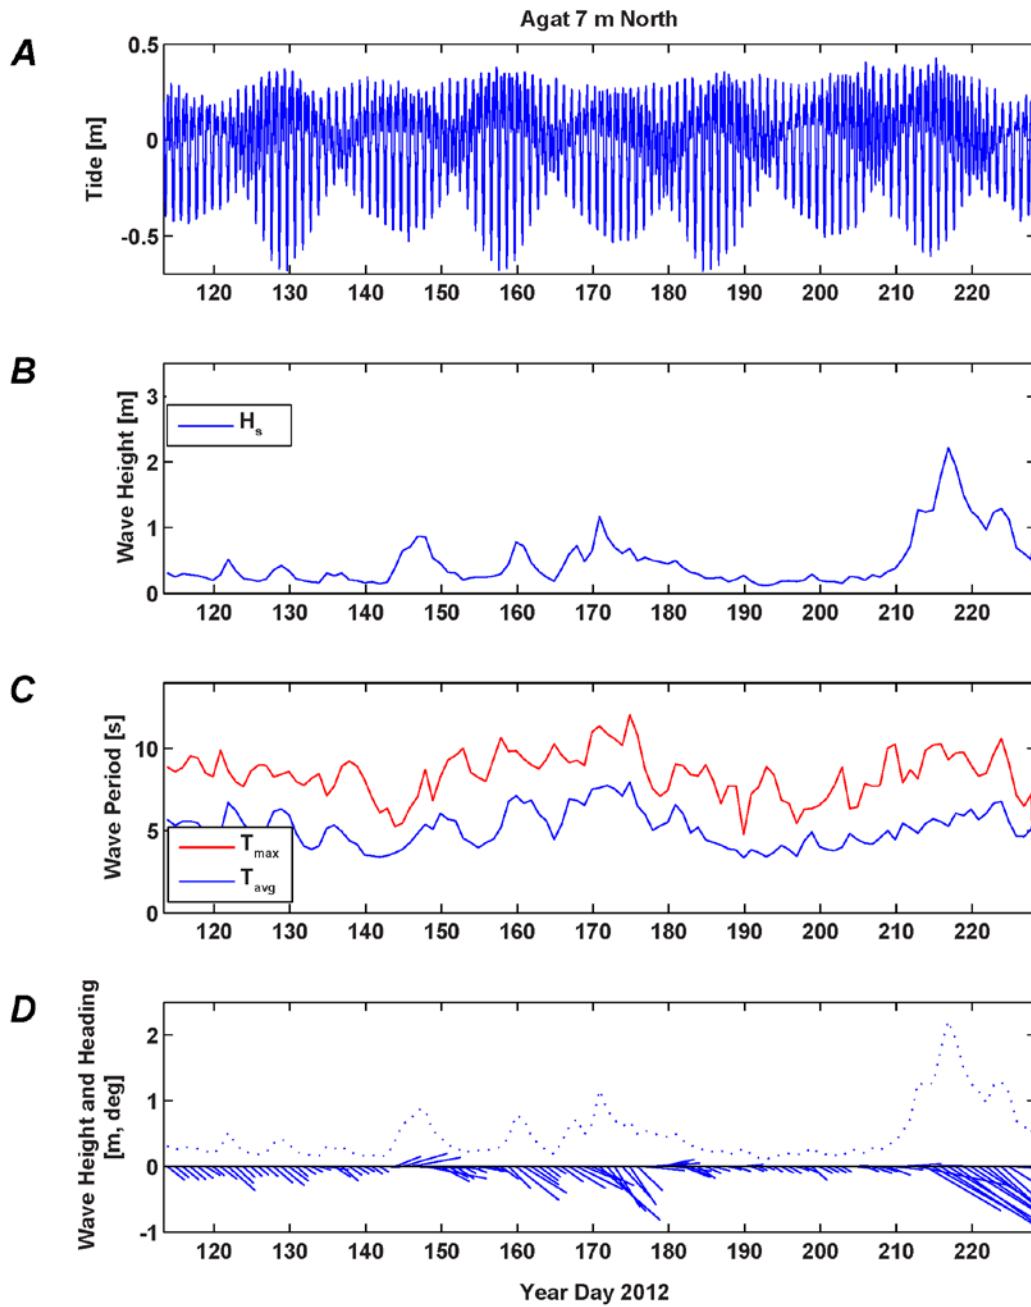 Agat 7 m North
A
Tide [m]
0.5
0
-0.5
120 130 140 150 160 170 180 190 200 210 220
B
Wave Height [m]
3
2
1
0
Hs
120 130 140 150 160 170 180 190 200 210 220
C
Wave Period [s]
10
5
0
Tmax
Tavg
120 130 140 150 160 170 180 190 200 210 220
D
Wave Height and Heading
[m, deg]
2
1
0
-1
120 130 140 150 160 170 180 190 200 210 220
Year Day 2012